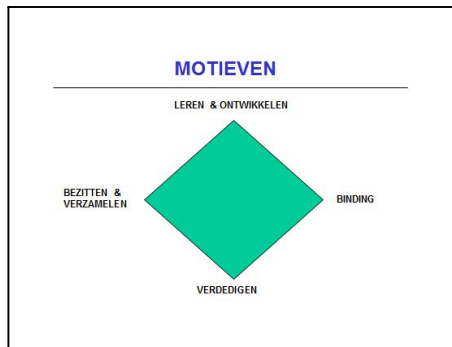 MOTIEVEN
LEREN & ONTWIKKELEN
BEZITTEN &
VERZAMELEN
BINDING
VERDEDIGEN